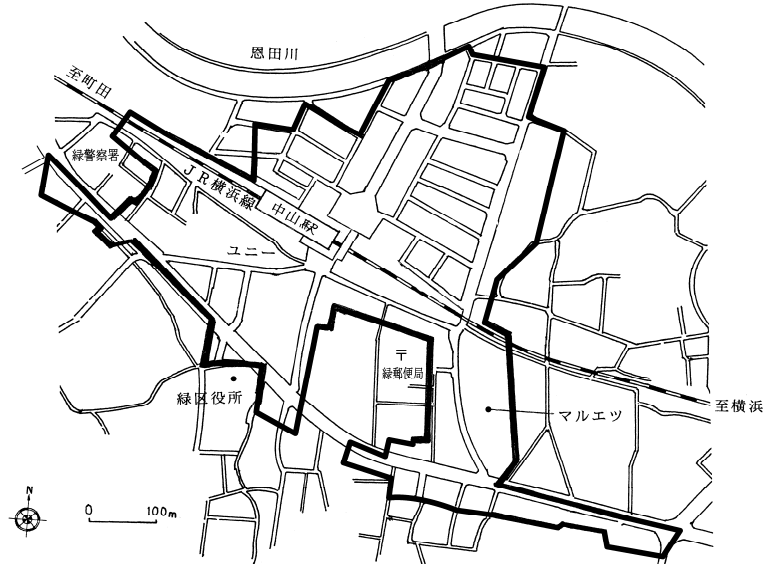 恩田川
至町田
緑警察署
JR横浜線
中山駅
ユニー
〒
緑郵便局
緑区役所
マルエツ
至横浜
N
0 100m